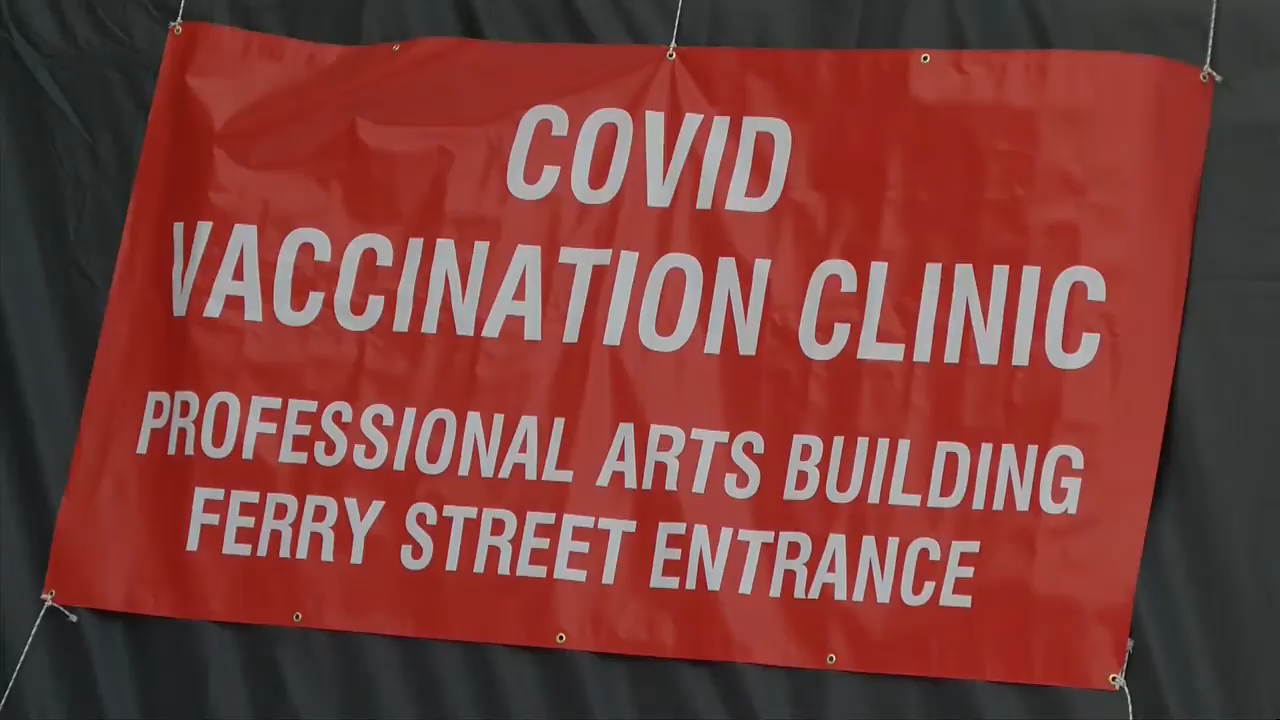 COVID
VACCINATION CLINIC
PROFESSIONAL ARTS BUILDING
FERRY STREET ENTRANCE